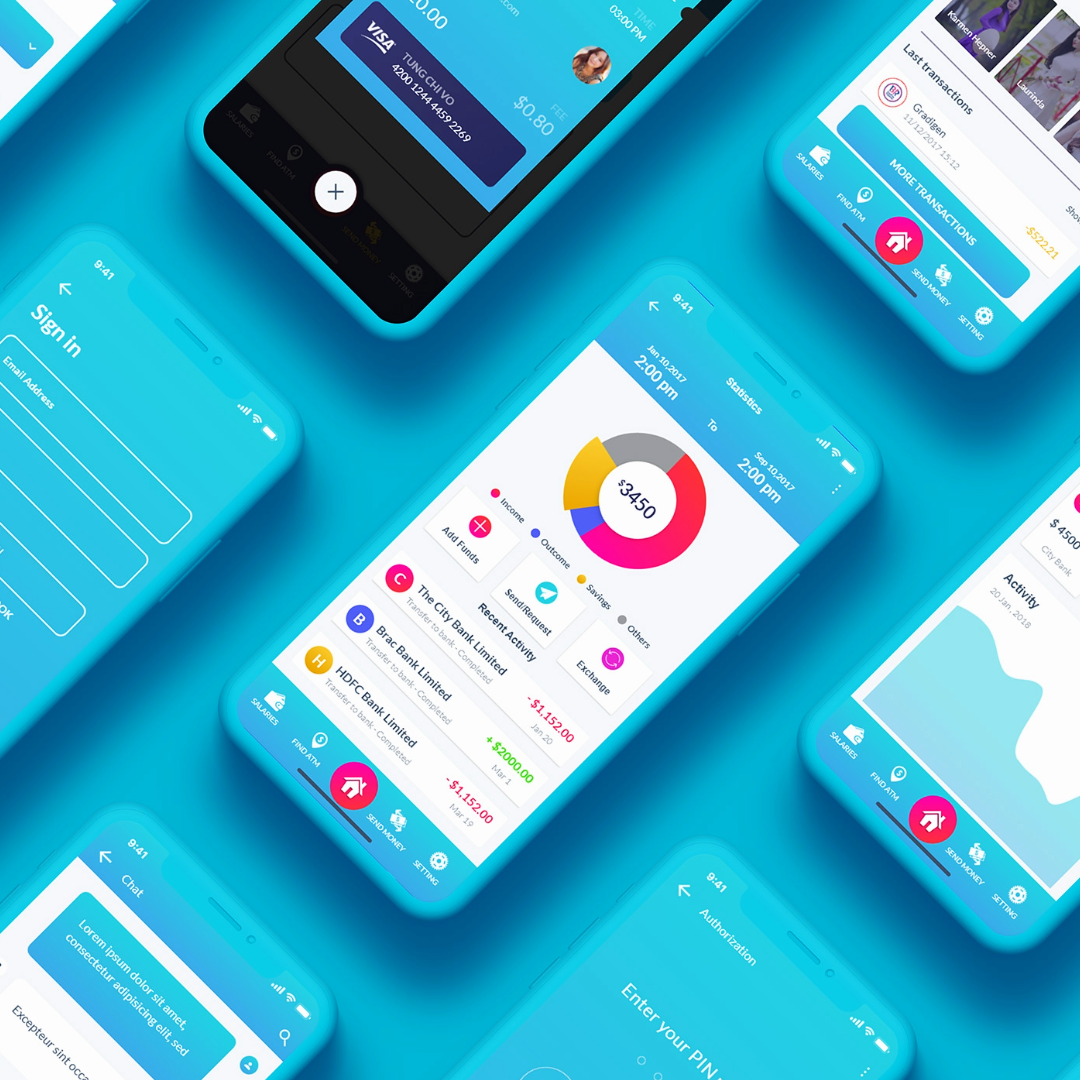 20.00
.com
TIME
03:00 PM
VISA
TUNG CHI VO
4200 1244 4459 2269
FEE
$0.80
SALARIES
FIND ATM
SEND MONEY
SETTING
Karmen Hepner
Laurinda
Last transactions
Gradigen
11/12/2017 15:12
-$522.21
MORE TRANSACTIONS
SALARIES
FIND ATM
SEND MONEY
SETTING
9:41
Sign in
Email Address
9:41
Statistics
Jan 10,2017
2:00 pm
To
Sep 10,2017
2:00 pm
$3450
Income
Outcome
Savings
Others
Add Funds
Send/Request
Exchange
Recent Activity
C
The City Bank Limited
Transfer to bank - Completed
-$1,152.00
Jan 20
B
Brac Bank Limited
Transfer to bank - Completed
+$2000.00
Mar 1
H
HDFC Bank Limited
Transfer to bank - Completed
-$1,152.00
Mar 19
SALARIES
FIND ATM
SEND MONEY
SETTING
$4500
City Bank
Activity
20 Jan . 2018
SALARIES
FIND ATM
SEND MONEY
SETTING
9:41
Chat
Lorem ipsum dolor sit amet,
consectetur adipisicing elit, sed
Excepteur sint occa
9:41
Authorization
Enter your PIN